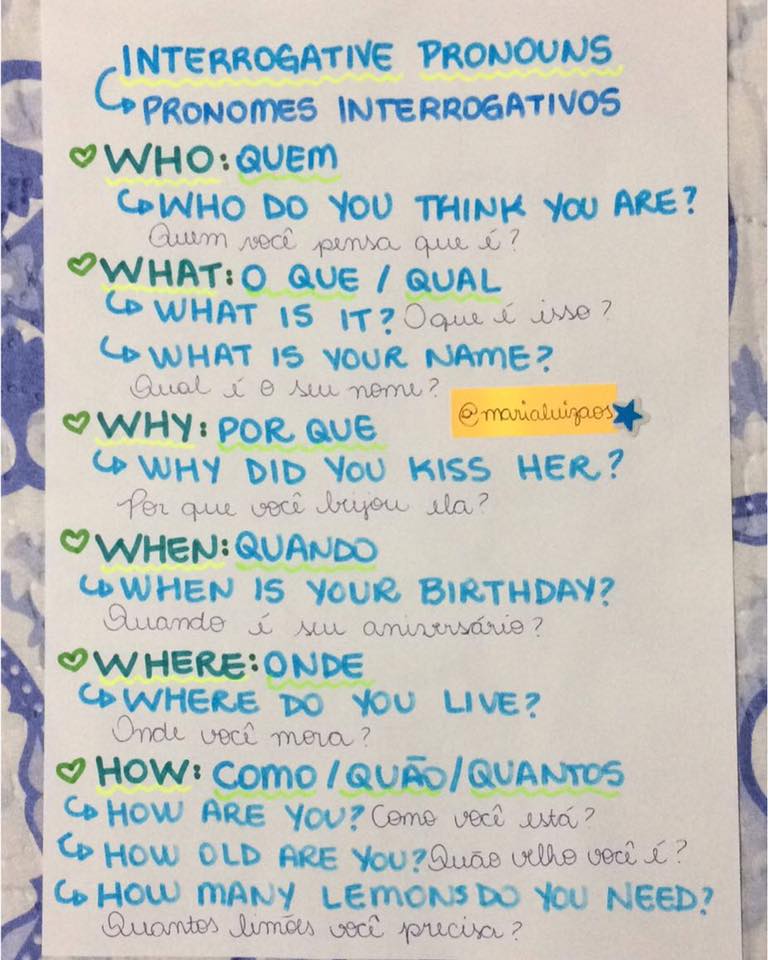 INTERROGATIVE PRONOUNS
PRONOMES INTERROGATIVOS
WHO: QUEM
WHO DO YOU THINK YOU ARE?
Quem você pensa que é?
WHAT: O QUE / QUAL
WHAT IS IT? O que é isso?
WHAT IS YOUR NAME?
Qual é o seu nome?
@marialuizaos
WHY: POR QUE
WHY DID YOU KISS HER?
Por que você beijou ela?
WHEN: QUANDO
WHEN IS YOUR BIRTHDAY?
Quando é seu aniversário?
WHERE: ONDE
WHERE DO YOU LIVE?
Onde você mora?
HOW: COMO / QUÃO / QUANTOS
HOW ARE YOU? Como você está?
HOW OLD ARE YOU? Quão velho você é?
HOW MANY LEMONS DO YOU NEED?
Quantos limões você precisa?